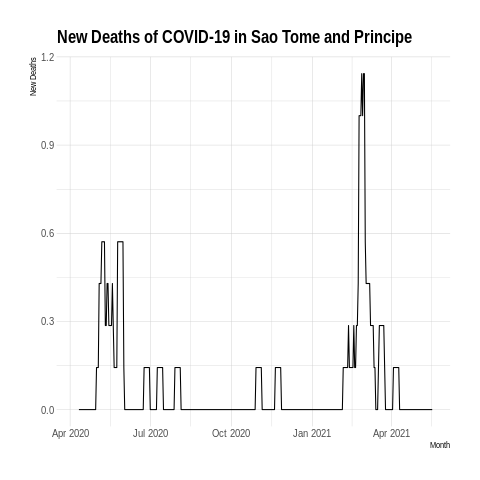 New Deaths of COVID-19 in Sao Tome and Principe
New Deaths
1.2
0.9
0.6
0.3
0.0
Apr 2020 Jul 2020 Oct 2020 Jan 2021 Apr 2021
Month